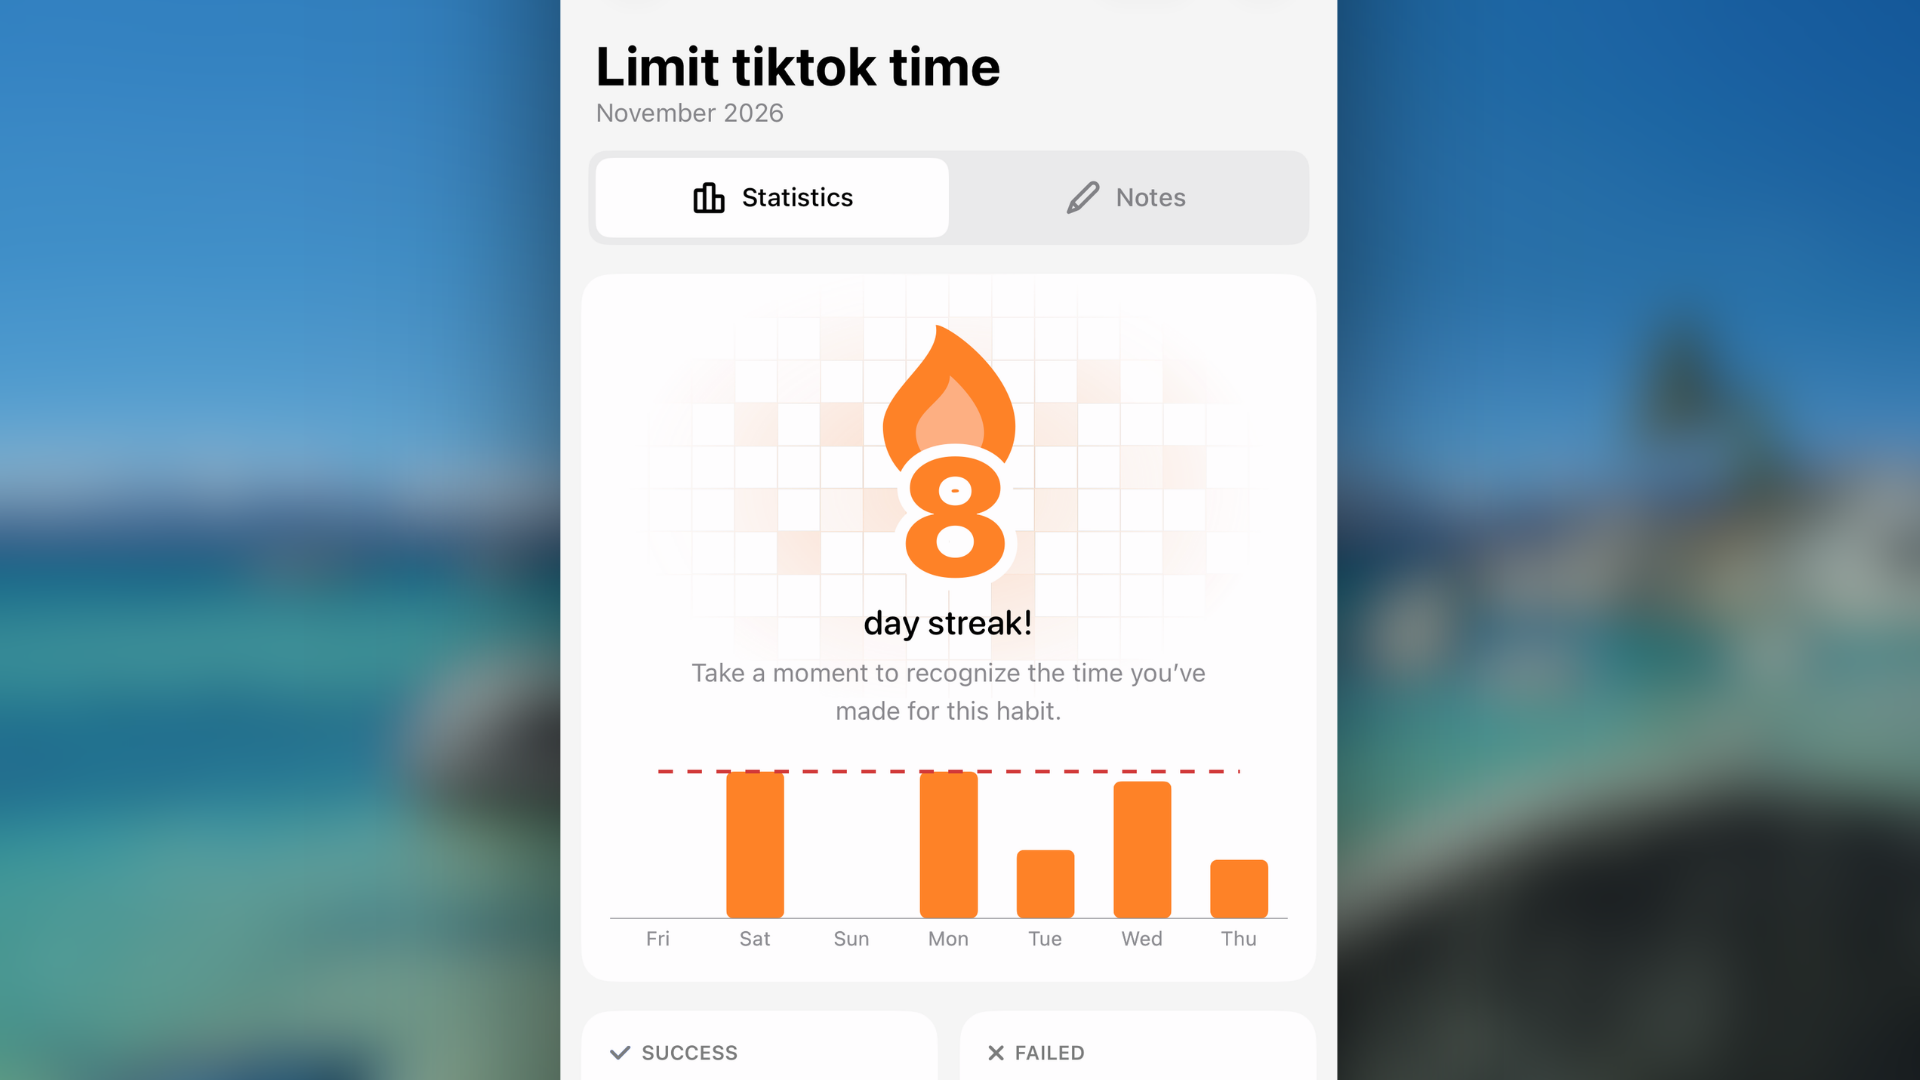 Limit tiktok time
November 2026
Statistics
Notes
8
day streak!
Take a moment to recognize the time you’ve
made for this habit.
Fri Sat Sun Mon Tue Wed Thu
SUCCESS
FAILED